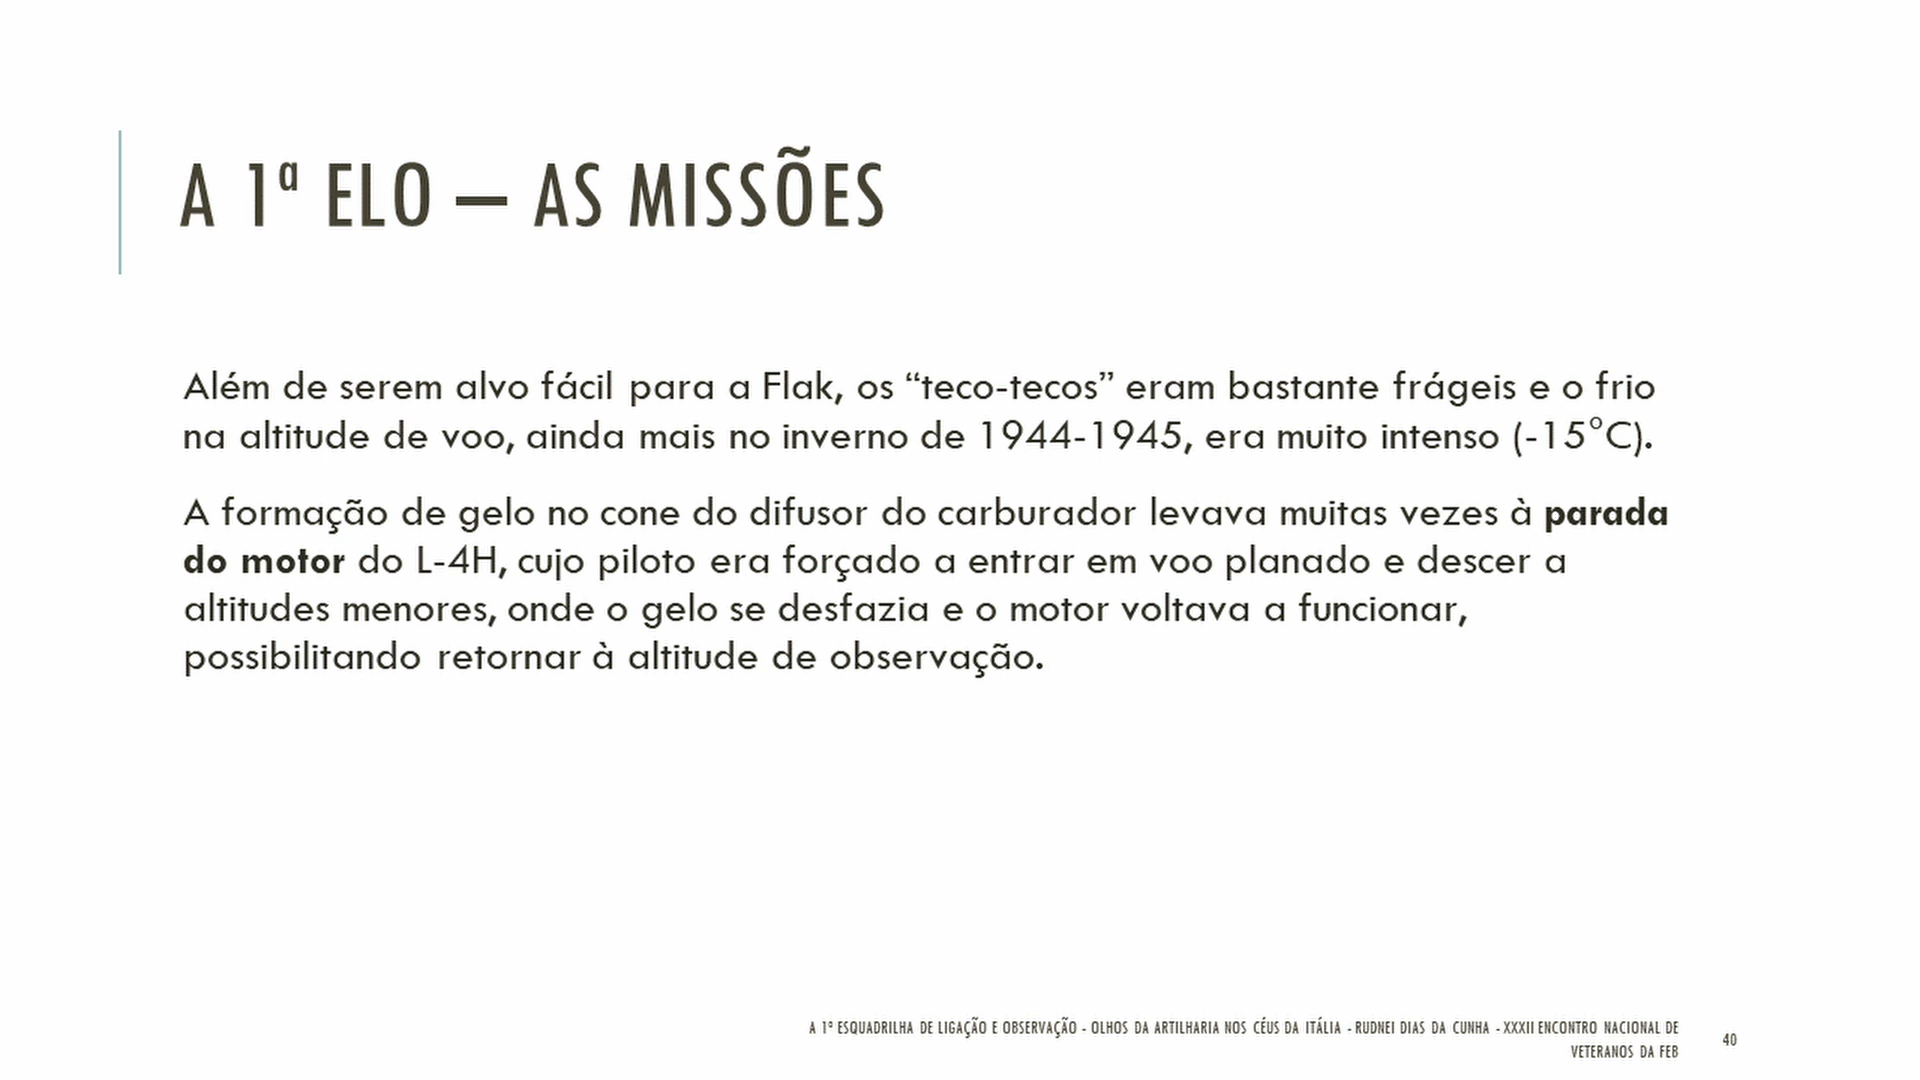 A 1ª ELO – AS MISSÕES
Além de serem alvo fácil para a Flak, os “teco-tecos” eram bastante frágeis e o frio
na altitude de voo, ainda mais no inverno de 1944-1945, era muito intenso (-15°C).
A formação de gelo no cone do difusor do carburador levava muitas vezes à parada
do motor do L-4H, cujo piloto era forçado a entrar em voo planado e descer a
altitudes menores, onde o gelo se desfazia e o motor voltava a funcionar,
possibilitando retornar à altitude de observação.
A 1ª ESQUADRILHA DE LIGAÇÃO E OBSERVAÇÃO - OLHOS DA ARTILHARIA NOS CÉUS DA ITÁLIA - RUDNEI DIAS DA CUNHA - XXXII ENCONTRO NACIONAL DE
VETERANOS DA FEB
40